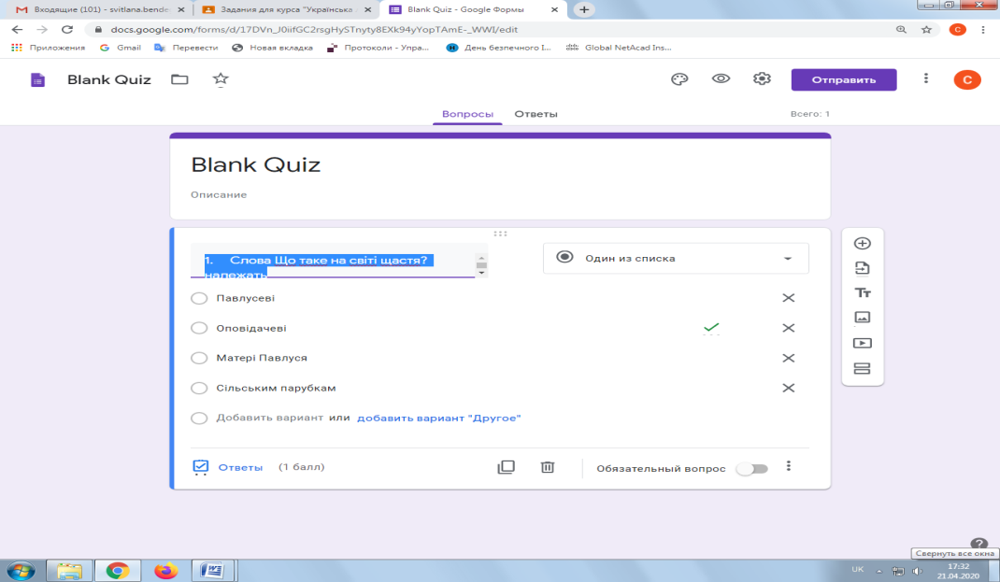 Входящие (101) - svitlana.bende
Задания для курса "Українська
Blank Quiz - Google Формы
docs.google.com/forms/d/17DVn_J0iifGC2rsgHySTnyty8EXk94yYopTAmE-_WWI/edit
Приложения
Gmail
Перевести
Новая вкладка
Протоколи - Упра...
День безпечного І...
Global NetAcad Ins...
Blank Quiz
Отправить
С
Вопросы
Ответы
Всего: 1
Blank Quiz
Описание
1. Слова Що таке на світі щастя?
належать
Один из списка
Павлусеві
Оповідачеві
Матері Павлуся
Сільським парубкам
Добавить вариант или добавить вариант "Другое"
Ответы (1 балл)
Обязательный вопрос
Свернуть все окна
UK
17:32
21.04.2020